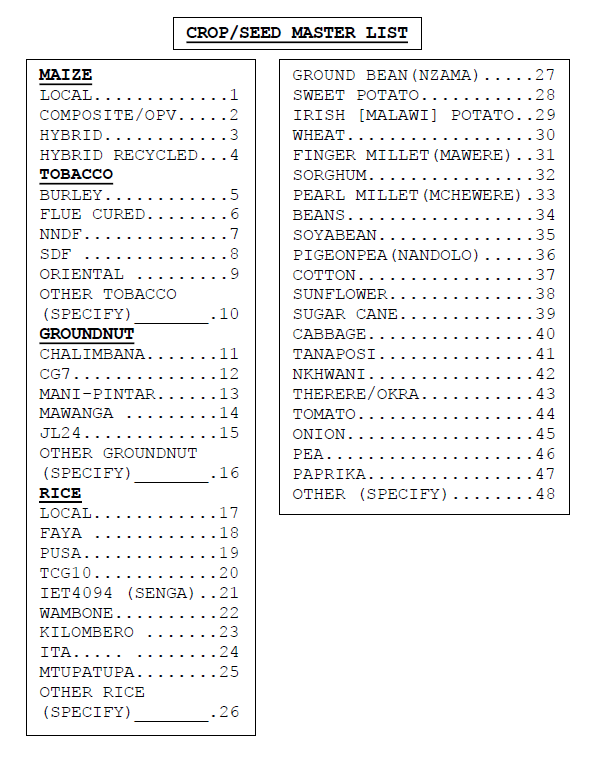 CROP/SEED MASTER LIST
MAIZE
LOCAL.............1
COMPOSITE/OPV.....2
HYBRID............3
HYBRID RECYCLED...4
TOBACCO
BURLEY............5
FLUE CURED........6
NNDF..............7
SDF ..............8
ORIENTAL .........9
OTHER TOBACCO
(SPECIFY)________.10
GROUNDNUT
CHALIMBANA.......11
CG7..............12
MANI-PINTAR......13
MAWANGA .........14
JL24.............15
OTHER GROUNDNUT
(SPECIFY)________.16
RICE
LOCAL............17
FAYA ............18
PUSA.............19
TCG10............20
IET4094 (SENGA)..21
WAMBONE..........22
KILOMBERO .......23
ITA..... ........24
MTUPATUPA........25
OTHER RICE
(SPECIFY)________.26
GROUND BEAN(NZAMA).....27
SWEET POTATO...........28
IRISH [MALAWI] POTATO..29
WHEAT..................30
FINGER MILLET(MAWERE)..31
SORGHUM................32
PEARL MILLET(MCHEWERE).33
BEANS..................34
SOYABEAN...............35
PIGEONPEA(NANDOLO).....36
COTTON.................37
SUNFLOWER..............38
SUGAR CANE.............39
CABBAGE................40
TANAPOSI...............41
NKHWANI................42
THERERE/OKRA...........43
TOMATO.................44
ONION..................45
PEA....................46
PAPRIKA................47
OTHER (SPECIFY)........48